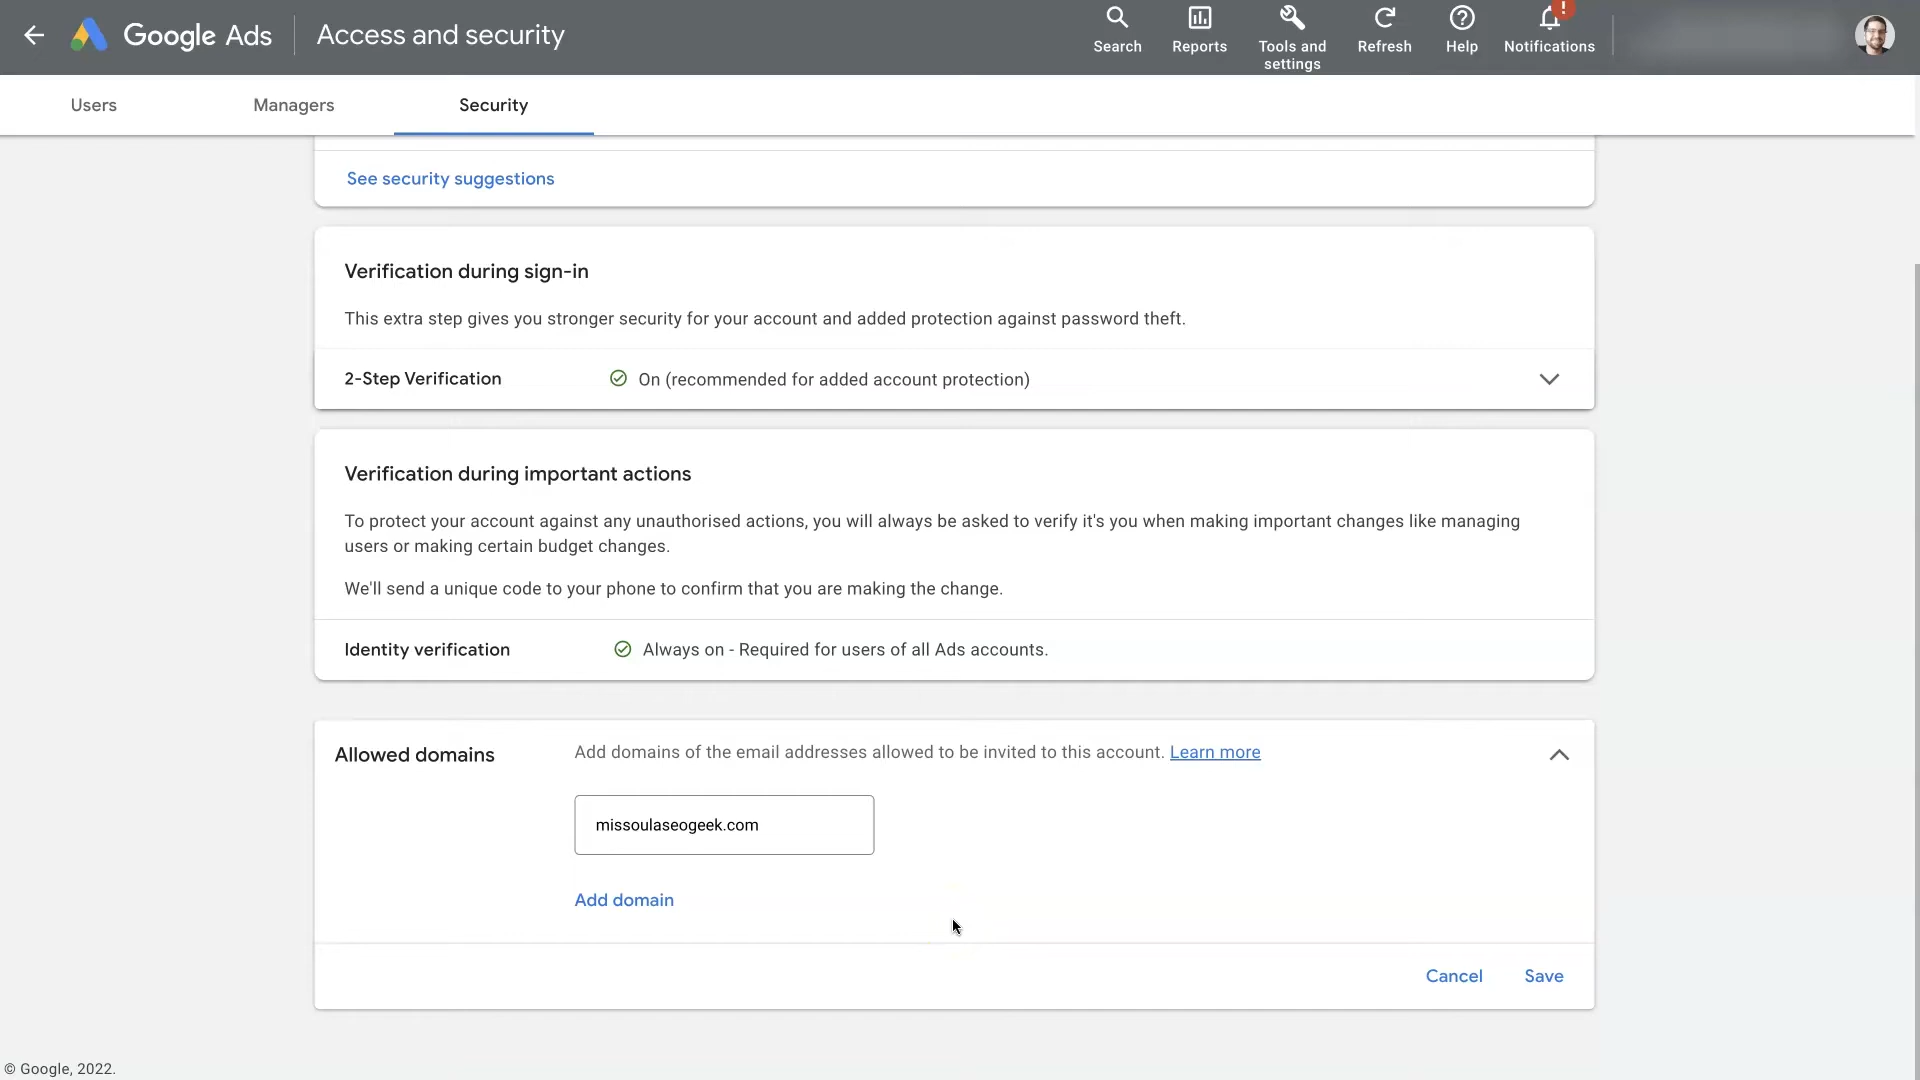 Google Ads
Access and security
Search
Reports
Tools and
settings
Refresh
Help
!
Notifications
Users
Managers
Security
See security suggestions
Verification during sign-in
This extra step gives you stronger security for your account and added protection against password theft.
2-Step Verification
On (recommended for added account protection)
Verification during important actions
To protect your account against any unauthorised actions, you will always be asked to verify it's you when making important changes like managing
users or making certain budget changes.
We'll send a unique code to your phone to confirm that you are making the change.
Identity verification
Always on - Required for users of all Ads accounts.
Allowed domains
Add domains of the email addresses allowed to be invited to this account. Learn more
missoulaseogeek.com
Add domain
Cancel
Save
© Google, 2022.